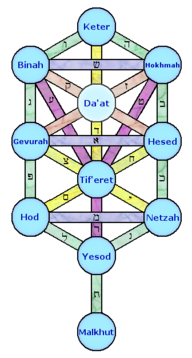 Keter
ה
Binah
ש
Hokhmah
ק
Da'at
Gevurah
א
Hesed
צ
ח
Tif'eret
פ
ס
י
Hod
מ
Netzah
ל
Yesod
ת
Malkhut